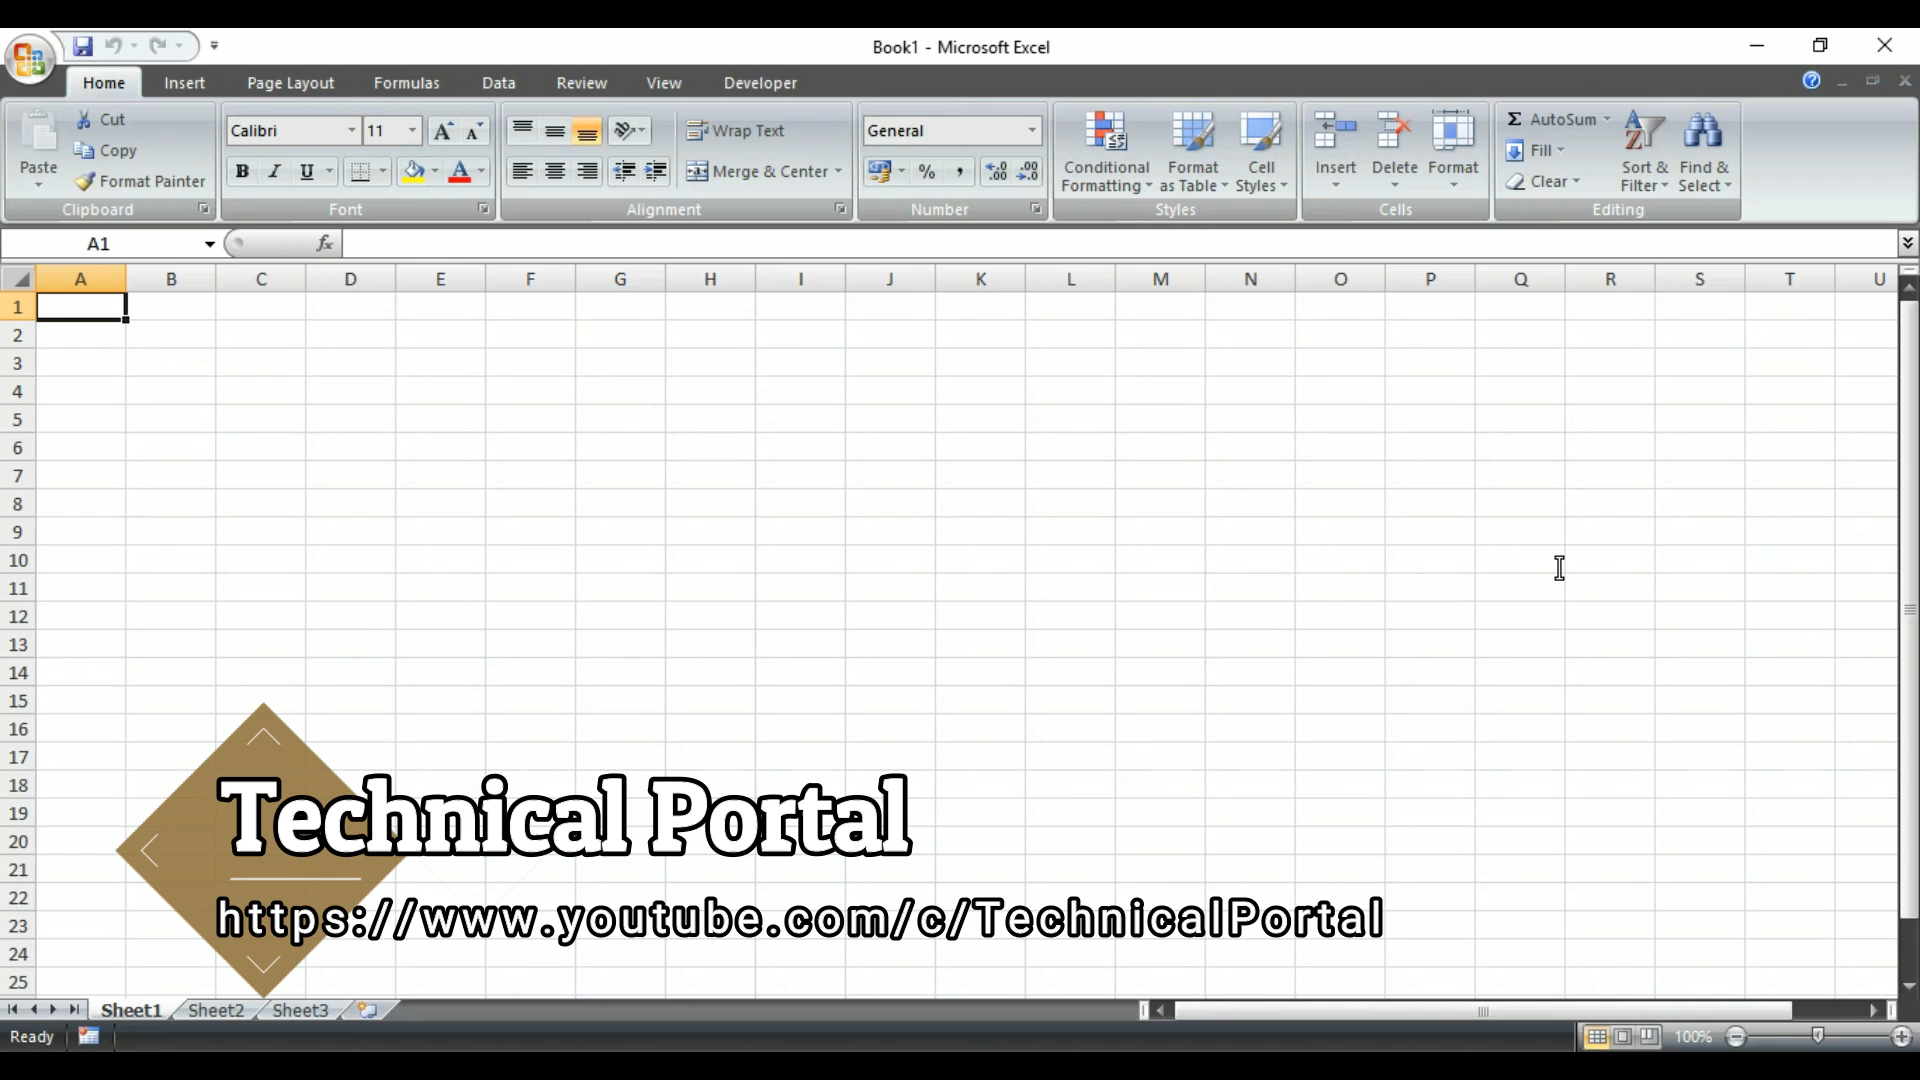 Book1 - Microsoft Excel
Home Insert Page Layout Formulas Data Review View Developer
Paste
Cut
Copy
Format Painter
Clipboard
Calibri 11
B I U
Font
Wrap Text
Merge & Center
Alignment
General
% ,
Number
Conditional Formatting
Format as Table
Cell Styles
Styles
Insert Delete Format
Cells
Σ AutoSum
Fill
Clear
Sort & Filter
Find & Select
Editing
A1 fx
A B C D E F G H I J K L M N O P Q R S T U
1
2
3
4
5
6
7
8
9
10
11
12
13
14
15
16
17
18
19
20
21
22
23
24
25
Technical Portal
https://www.youtube.com/c/TechnicalPortal
Sheet1 Sheet2 Sheet3
Ready 100%